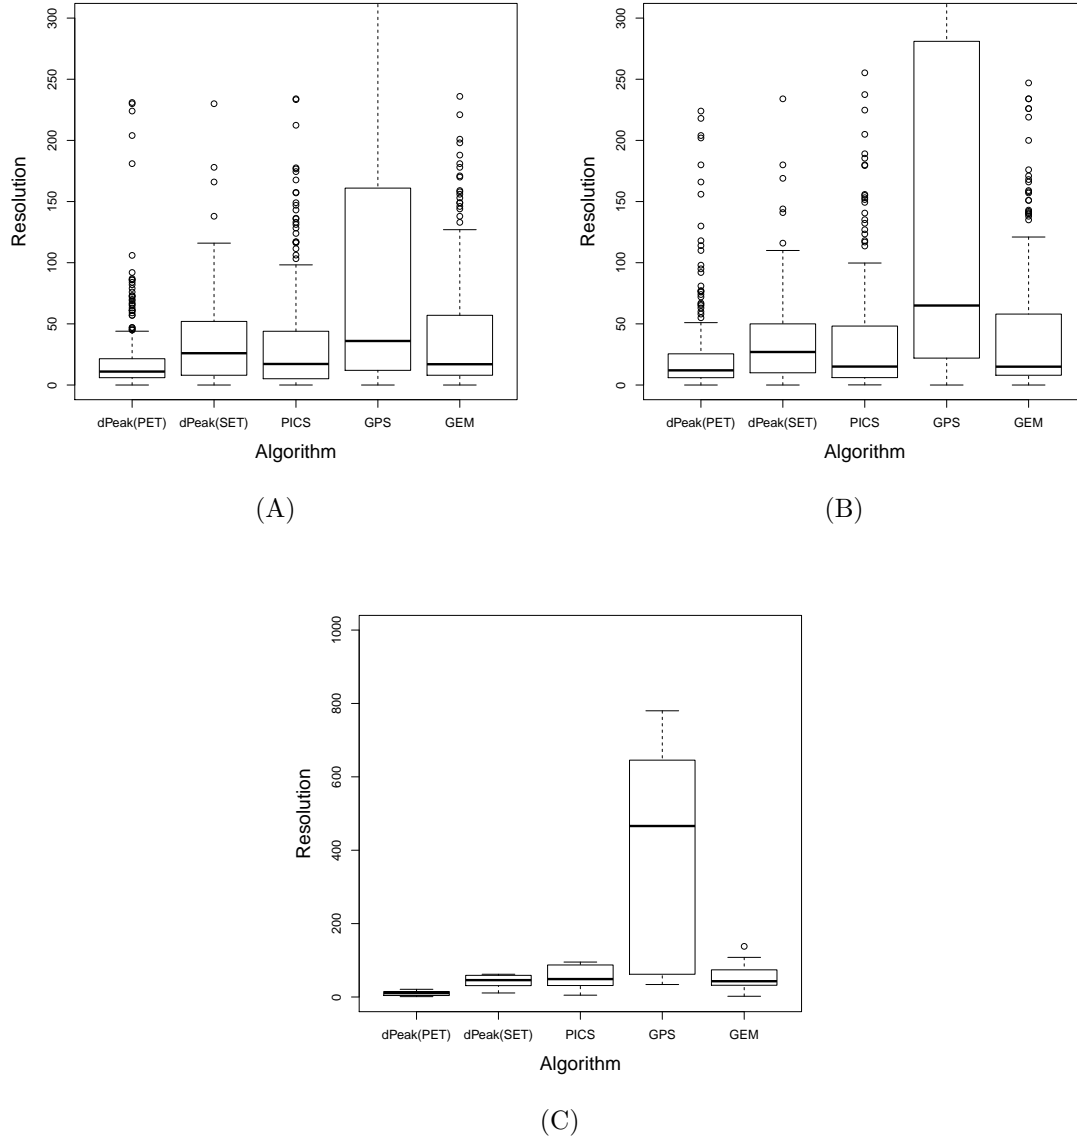 300
250
200
150
100
50
0
Resolution
dPeak(PET) dPeak(SET) PICS GPS GEM
Algorithm
(A)
300
250
200
150
100
50
0
Resolution
dPeak(PET) dPeak(SET) PICS GPS GEM
Algorithm
(B)
1000
800
600
400
200
0
Resolution
dPeak(PET) dPeak(SET) PICS GPS GEM
Algorithm
(C)